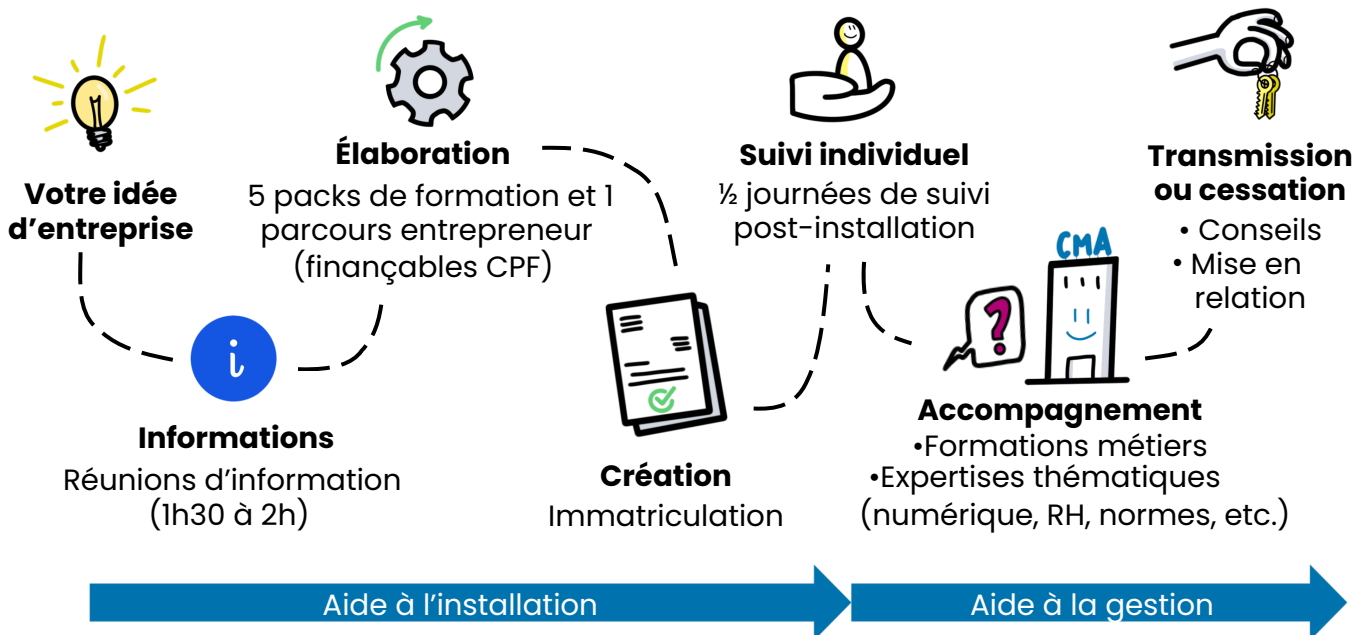 Votre idée
d’entreprise
Informations
Réunions d’information
(1h30 à 2h)
Élaboration
5 packs de formation et 1
parcours entrepreneur
(finançables CPF)
Création
Immatriculation
Suivi individuel
½ journées de suivi
post-installation
CMA
?
Accompagnement
•Formations métiers
•Expertises thématiques
(numérique, RH, normes, etc.)
Transmission
ou cessation
• Conseils
• Mise en
relation
Aide à l’installation
Aide à la gestion